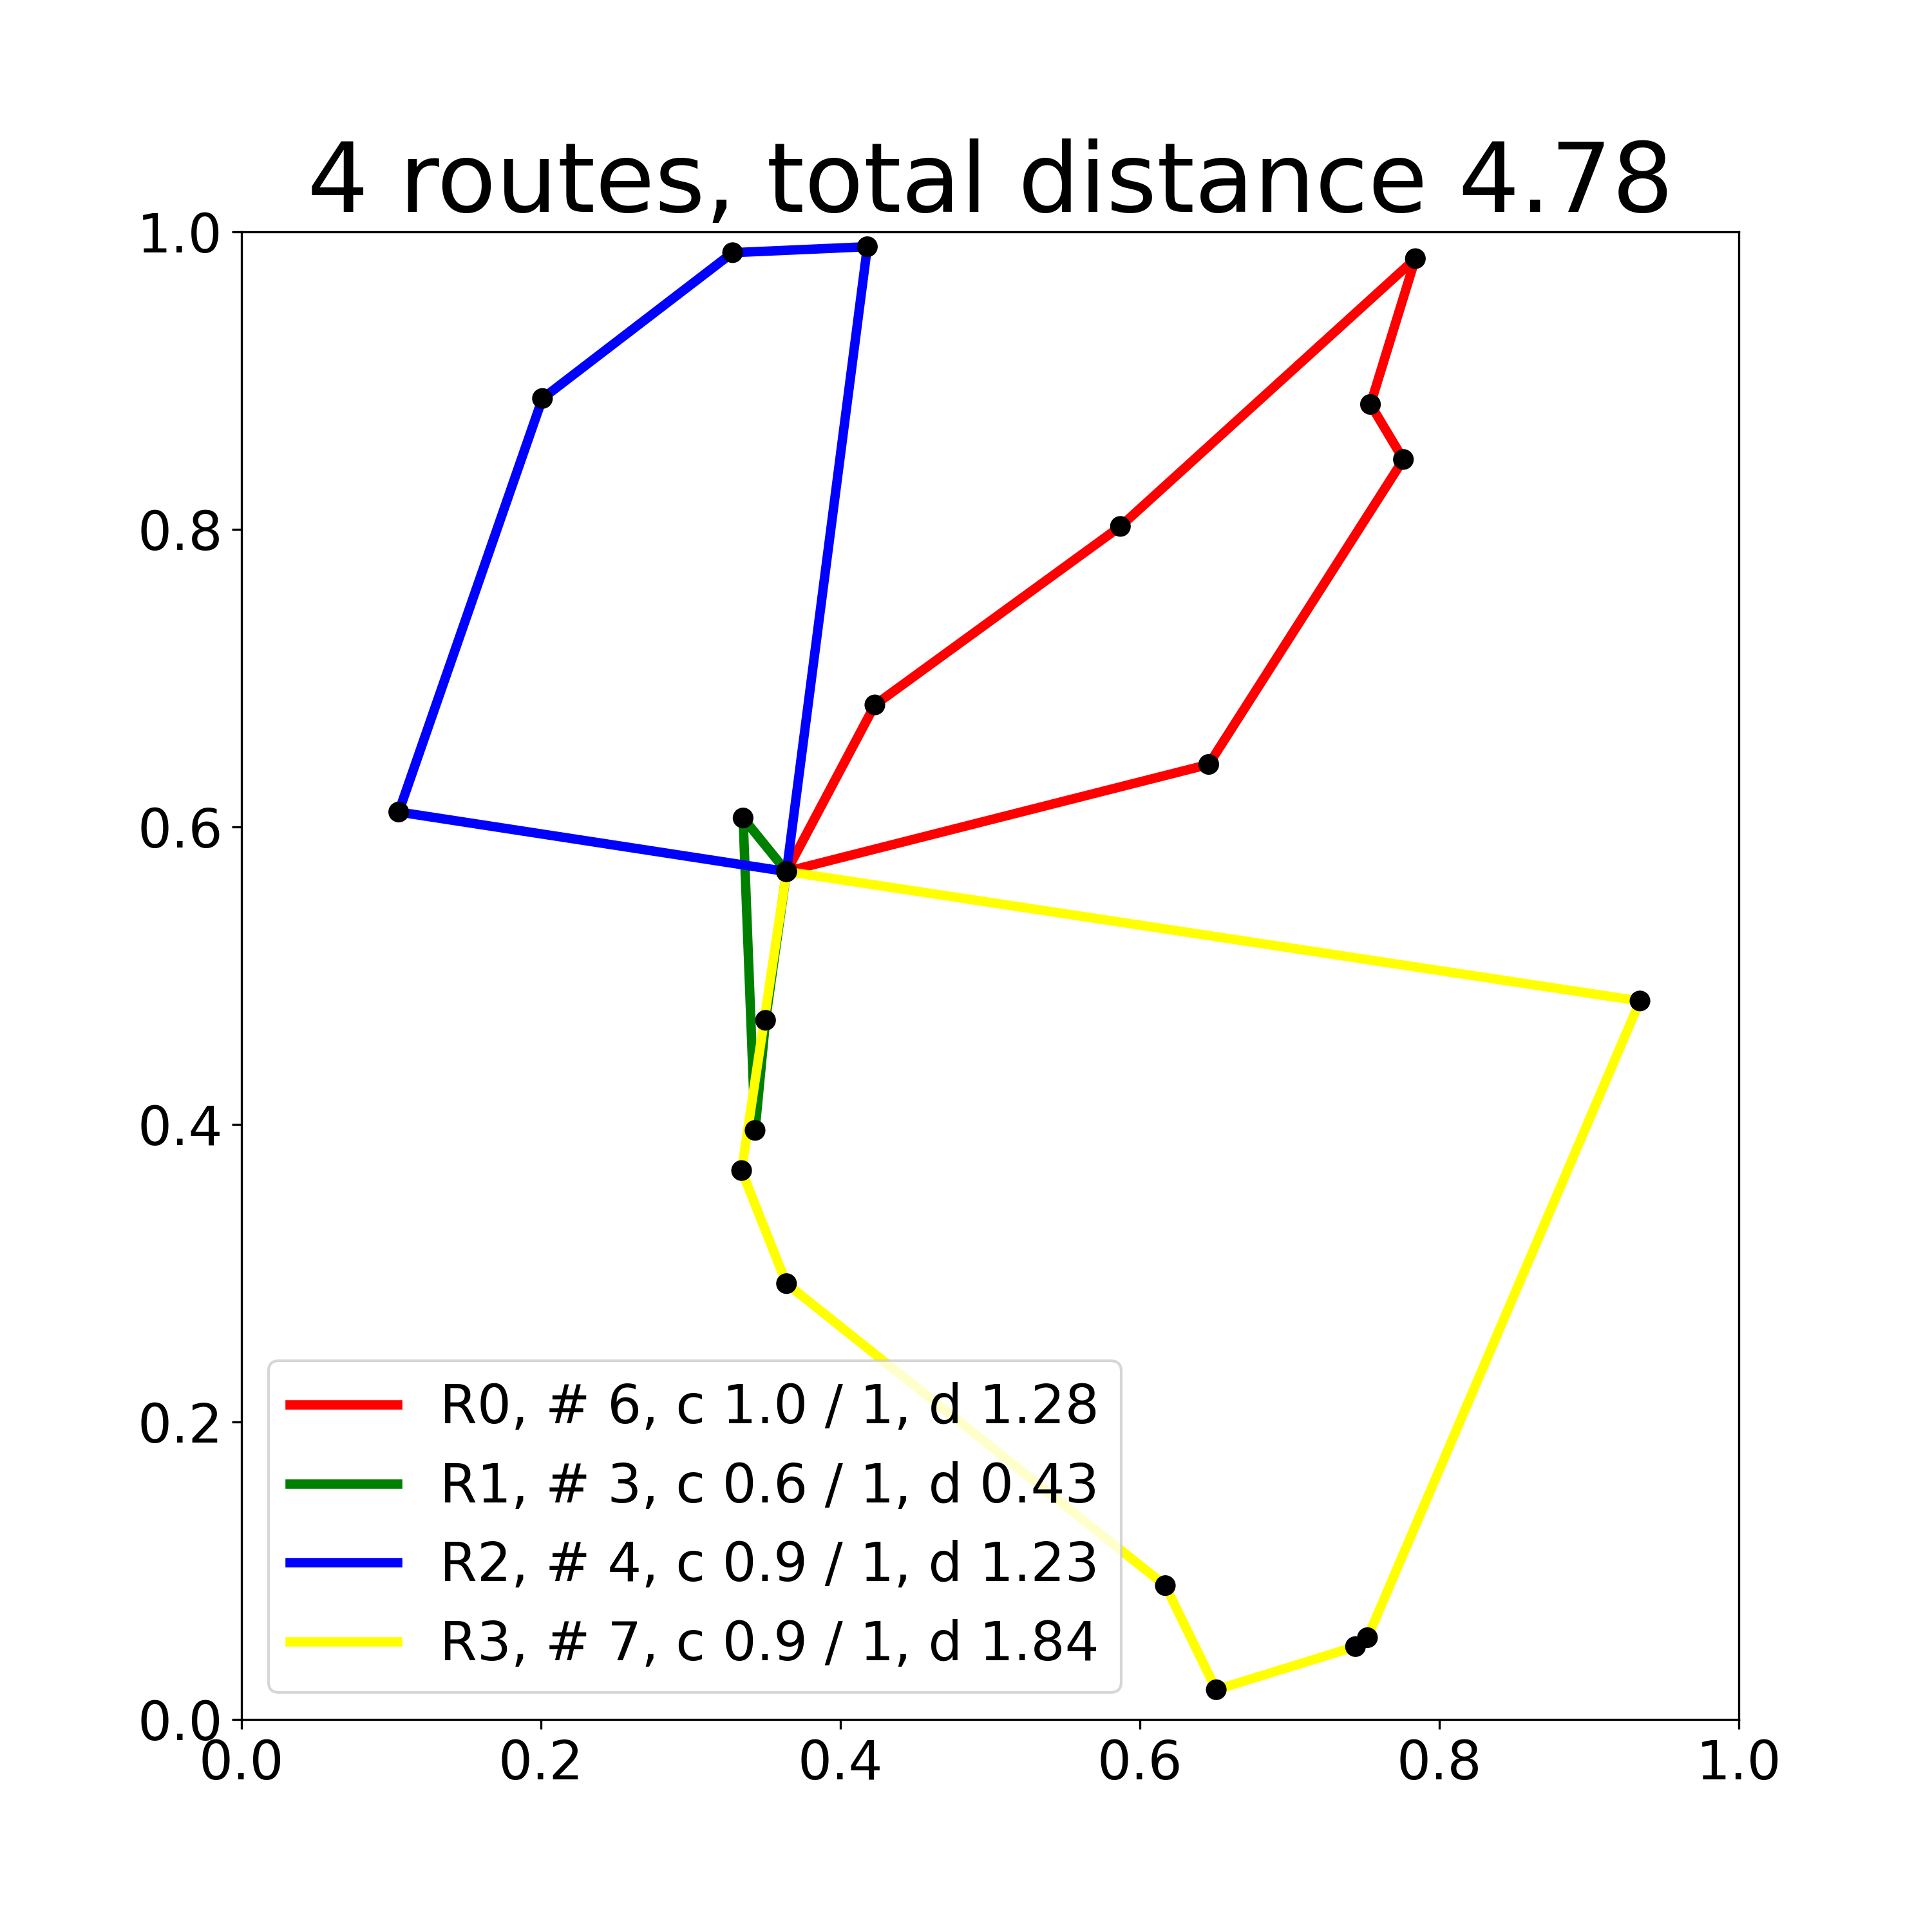 4 routes, total distance 4.78
1.0
0.8
0.6
0.4
0.2
0.0
R0, # 6, c 1.0 / 1, d 1.28
R1, # 3, c 0.6 / 1, d 0.43
R2, # 4, c 0.9 / 1, d 1.23
R3, # 7, c 0.9 / 1, d 1.84
0.0 0.2 0.4 0.6 0.8 1.0